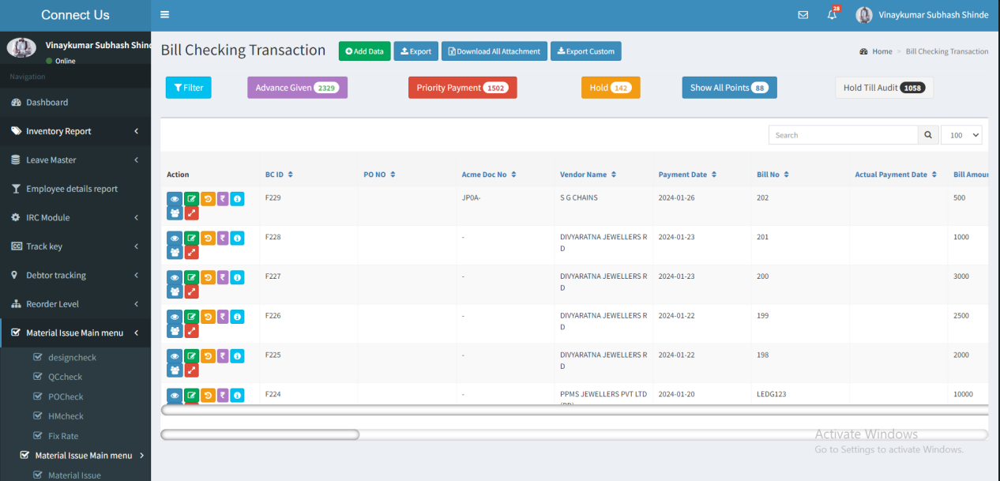 Connect Us
28
Vinaykumar Subhash Shinde
Vinaykumar Subhash Shind
Online
Navigation
Dashboard
Inventory Report
Leave Master
Employee details report
IRC Module
Track key
Debtor tracking
Reorder Level
Material Issue Main menu
designcheck
QCcheck
POCheck
HMcheck
Fix Rate
Material Issue Main menu
Material Issue
Bill Checking Transaction
Add Data
Export
Download All Attachment
Export Custom
Home > Bill Checking Transaction
Filter
Advance Given 2329
Priority Payment 1502
Hold 142
Show All Points 88
Hold Till Audit 1058
Search
100
Action BC ID PO NO Acme Doc No Vendor Name Payment Date Bill No Actual Payment Date Bill Amoun
F229 JP0A- S G CHAINS 2024-01-26 202 500
F228 - DIVYARATNA JEWELLERS R 2024-01-23 201 1000
D
F227 - DIVYARATNA JEWELLERS R 2024-01-23 200 3000
D
F226 - DIVYARATNA JEWELLERS R 2024-01-22 199 2500
D
F225 - DIVYARATNA JEWELLERS R 2024-01-22 198 2000
D
F224 - PPMS JEWELLERS PVT LTD 2024-01-20 LEDG123 10000
Activate Windows
Go to Settings to activate Windows.